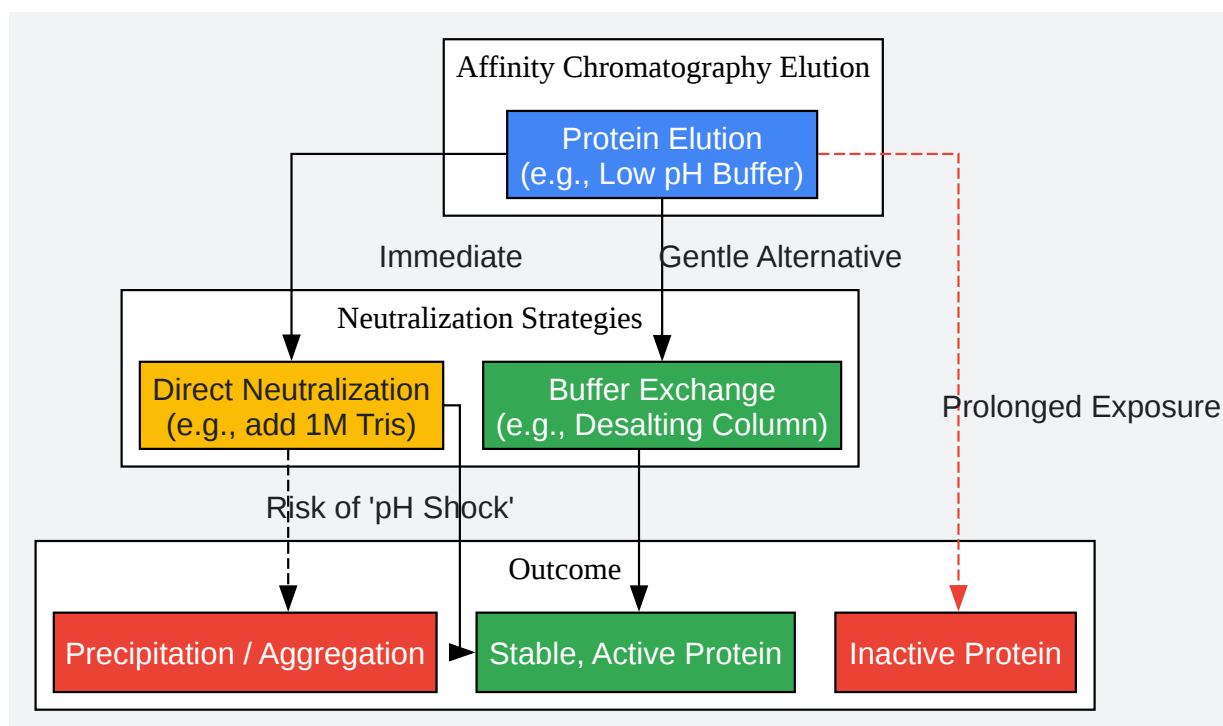 Affinity Chromatography Elution
Protein Elution
(e.g., Low pH Buffer)
Immediate
Gentle Alternative
Neutralization Strategies
Direct Neutralization
(e.g., add 1M Tris)
Buffer Exchange
(e.g., Desalting Column)
Prolonged Exposure
Risk of 'pH Shock'
Outcome
Precipitation / Aggregation
Stable, Active Protein
Inactive Protein